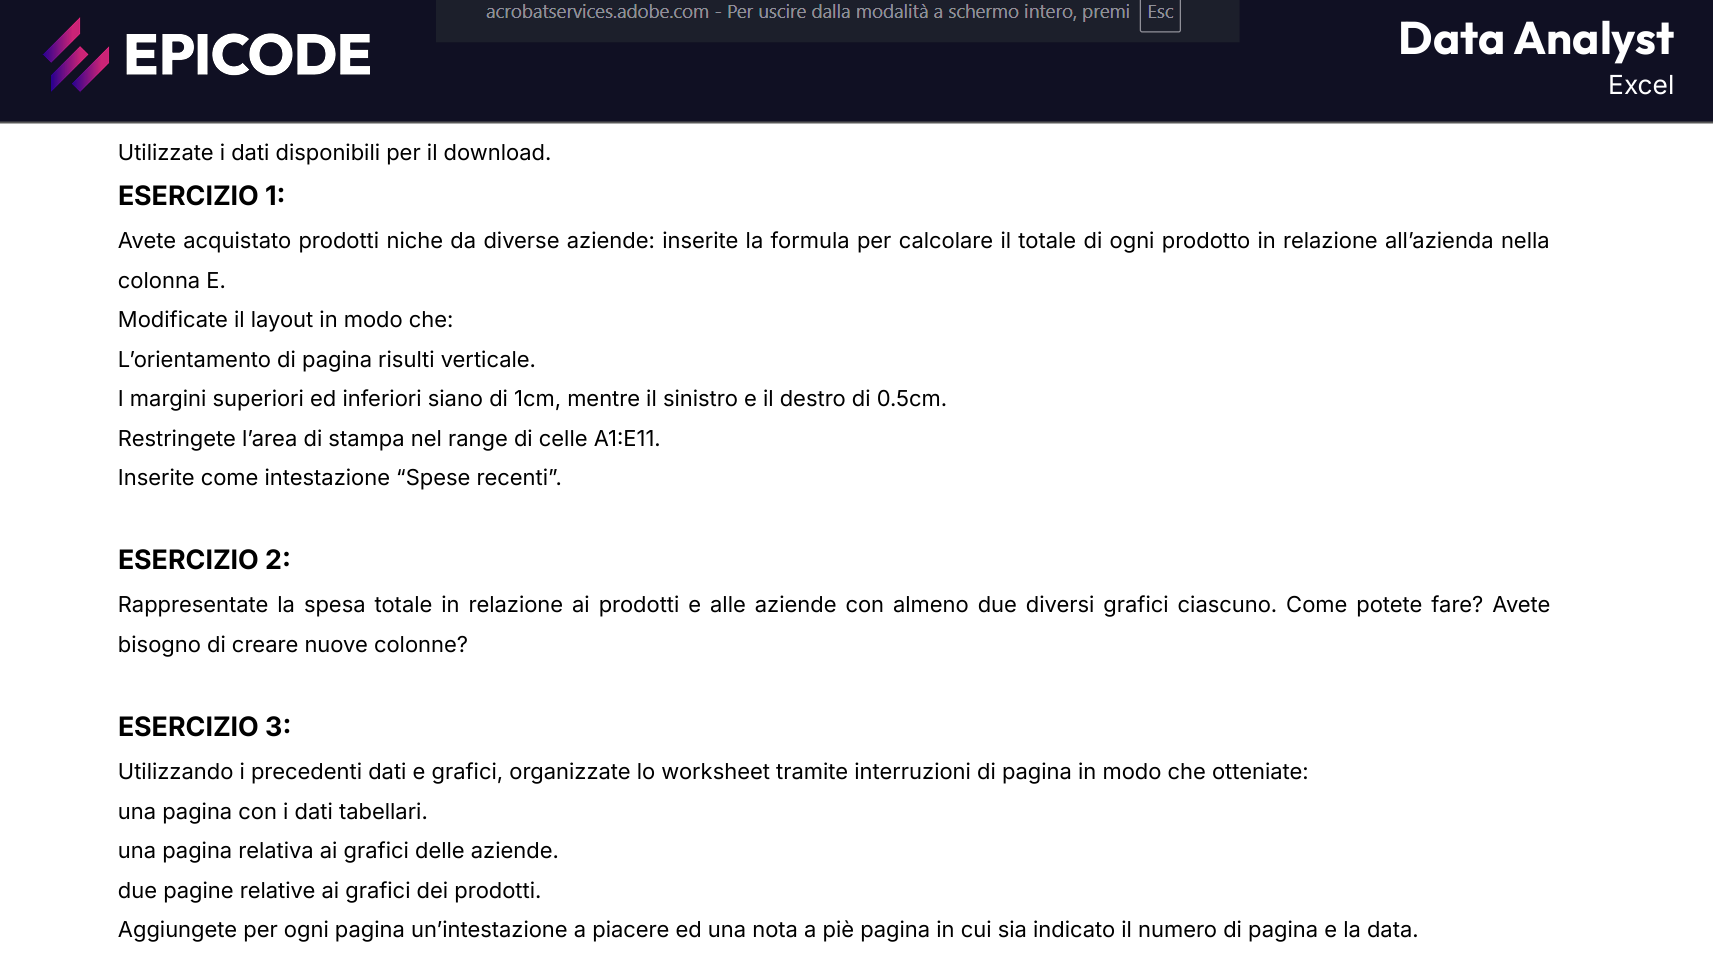 acrobatservices.adobe.com - Per uscire dalla modalità a schermo intero, premi Esc
EPICODE
Data Analyst
Excel
Utilizzate i dati disponibili per il download.
ESERCIZIO 1:
Avete acquistato prodotti niche da diverse aziende: inserite la formula per calcolare il totale di ogni prodotto in relazione all’azienda nella
colonna E.
Modificate il layout in modo che:
L’orientamento di pagina risulti verticale.
I margini superiori ed inferiori siano di 1cm, mentre il sinistro e il destro di 0.5cm.
Restringete l’area di stampa nel range di celle A1:E11.
Inserite come intestazione “Spese recenti”.
ESERCIZIO 2:
Rappresentate la spesa totale in relazione ai prodotti e alle aziende con almeno due diversi grafici ciascuno. Come potete fare? Avete
bisogno di creare nuove colonne?
ESERCIZIO 3:
Utilizzando i precedenti dati e grafici, organizzate lo worksheet tramite interruzioni di pagina in modo che otteniate:
una pagina con i dati tabellari.
una pagina relativa ai grafici delle aziende.
due pagine relative ai grafici dei prodotti.
Aggiungete per ogni pagina un’intestazione a piacere ed una nota a piè pagina in cui sia indicato il numero di pagina e la data.